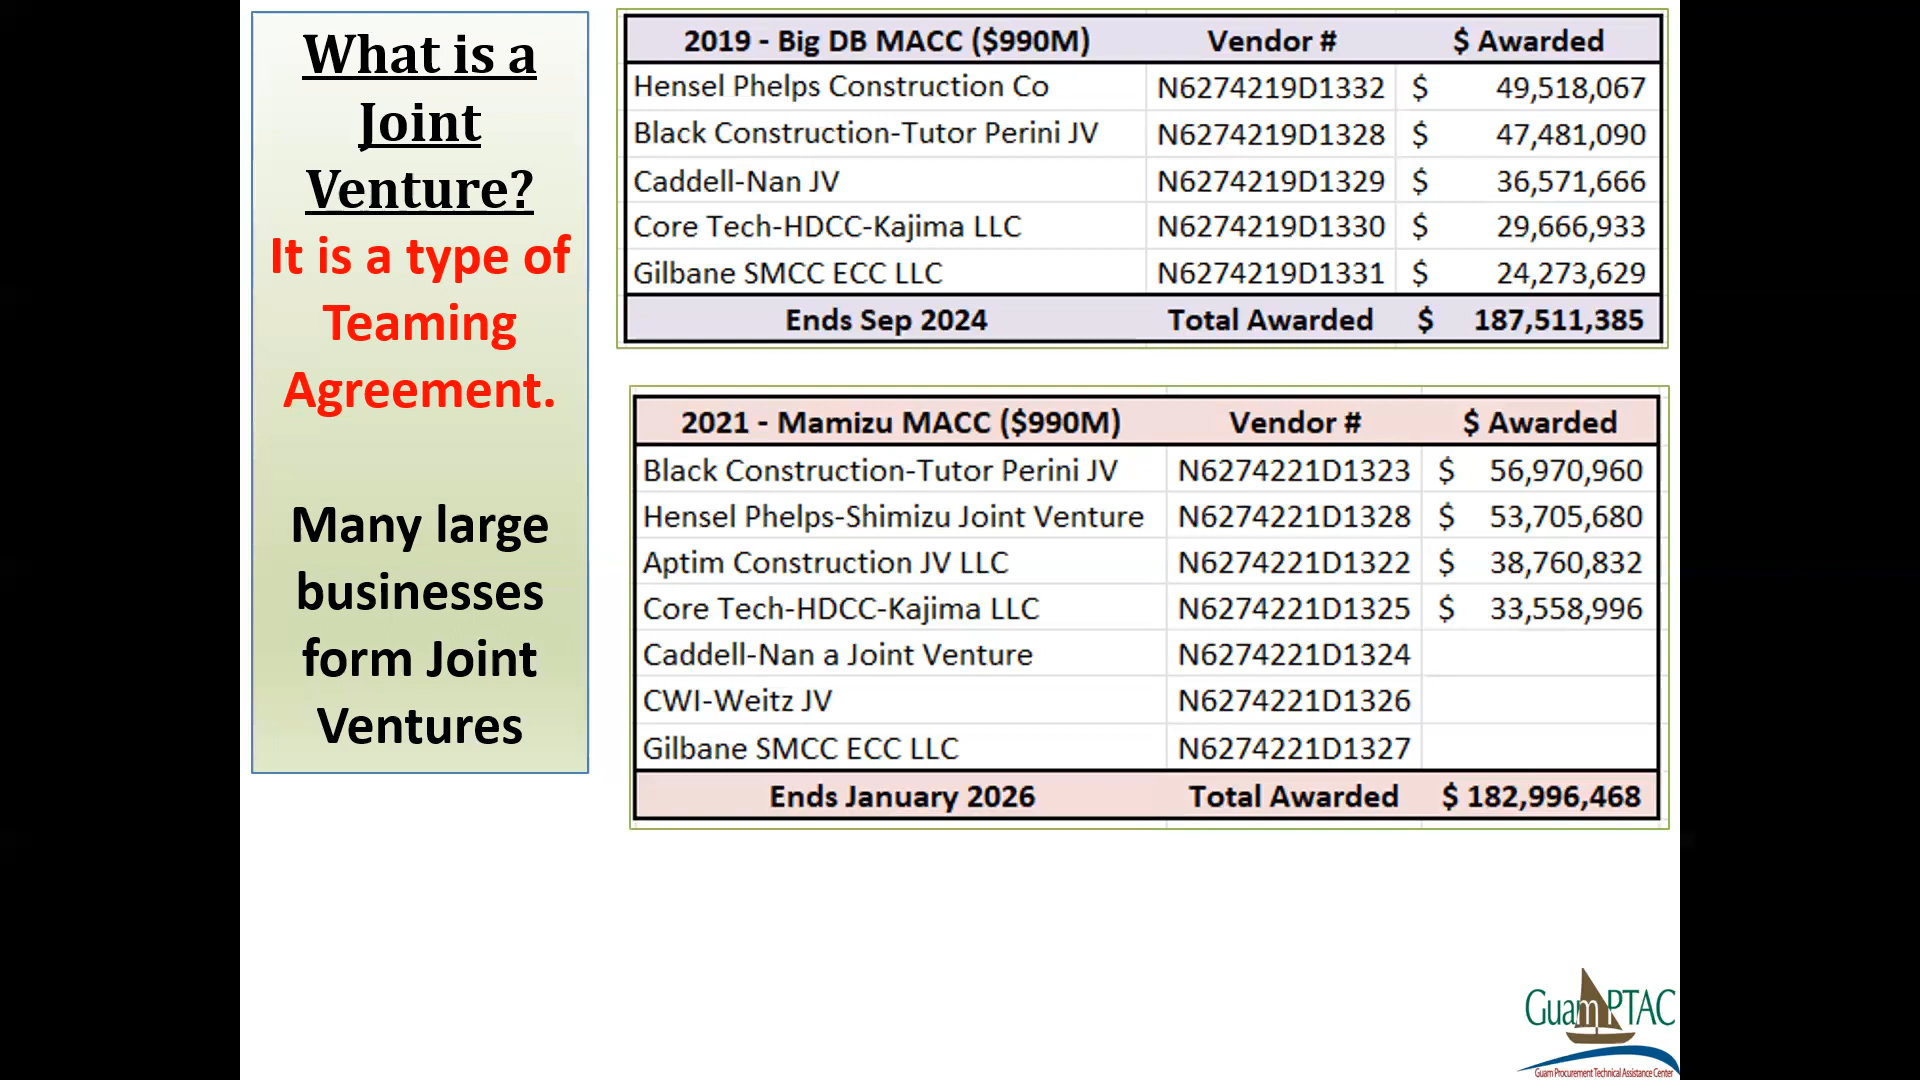 What is a
Joint
Venture?
It is a type of
Teaming
Agreement.
Many large
businesses
form Joint
Ventures
2019 - Big DB MACC ($990M) Vendor # $ Awarded
Hensel Phelps Construction Co N6274219D1332 $ 49,518,067
Black Construction-Tutor Perini JV N6274219D1328 $ 47,481,090
Caddell-Nan JV N6274219D1329 $ 36,571,666
Core Tech-HDCC-Kajima LLC N6274219D1330 $ 29,666,933
Gilbane SMCC ECC LLC N6274219D1331 $ 24,273,629
Ends Sep 2024 Total Awarded $ 187,511,385
2021 - Mamizu MACC ($990M) Vendor # $ Awarded
Black Construction-Tutor Perini JV N6274221D1323 $ 56,970,960
Hensel Phelps-Shimizu Joint Venture N6274221D1328 $ 53,705,680
Aptim Construction JV LLC N6274221D1322 $ 38,760,832
Core Tech-HDCC-Kajima LLC N6274221D1325 $ 33,558,996
Caddell-Nan a Joint Venture N6274221D1324
CWI-Weitz JV N6274221D1326
Gilbane SMCC ECC LLC N6274221D1327
Ends January 2026 Total Awarded $ 182,996,468
Guam PTAC
Guam Procurement Technical Assistance Center